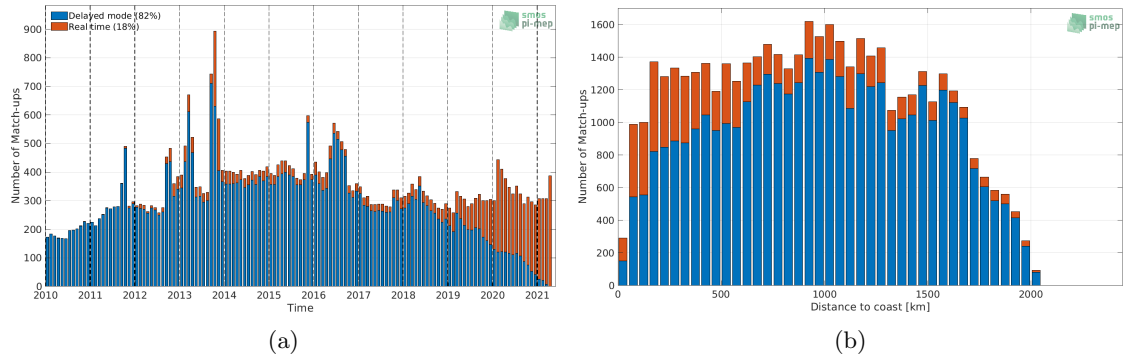 Delayed mode (82%)
Real time (18%)
smos
pi-mep
Number of Match-ups
900
800
700
600
500
400
300
200
100
0
2010 2011 2012 2013 2014 2015 2016 2017 2018 2019 2020 2021
Time
(a)
smos
pi-mep
Number of Match-ups
1600
1400
1200
1000
800
600
400
200
0
0 500 1000 1500 2000
Distance to coast [km]
(b)